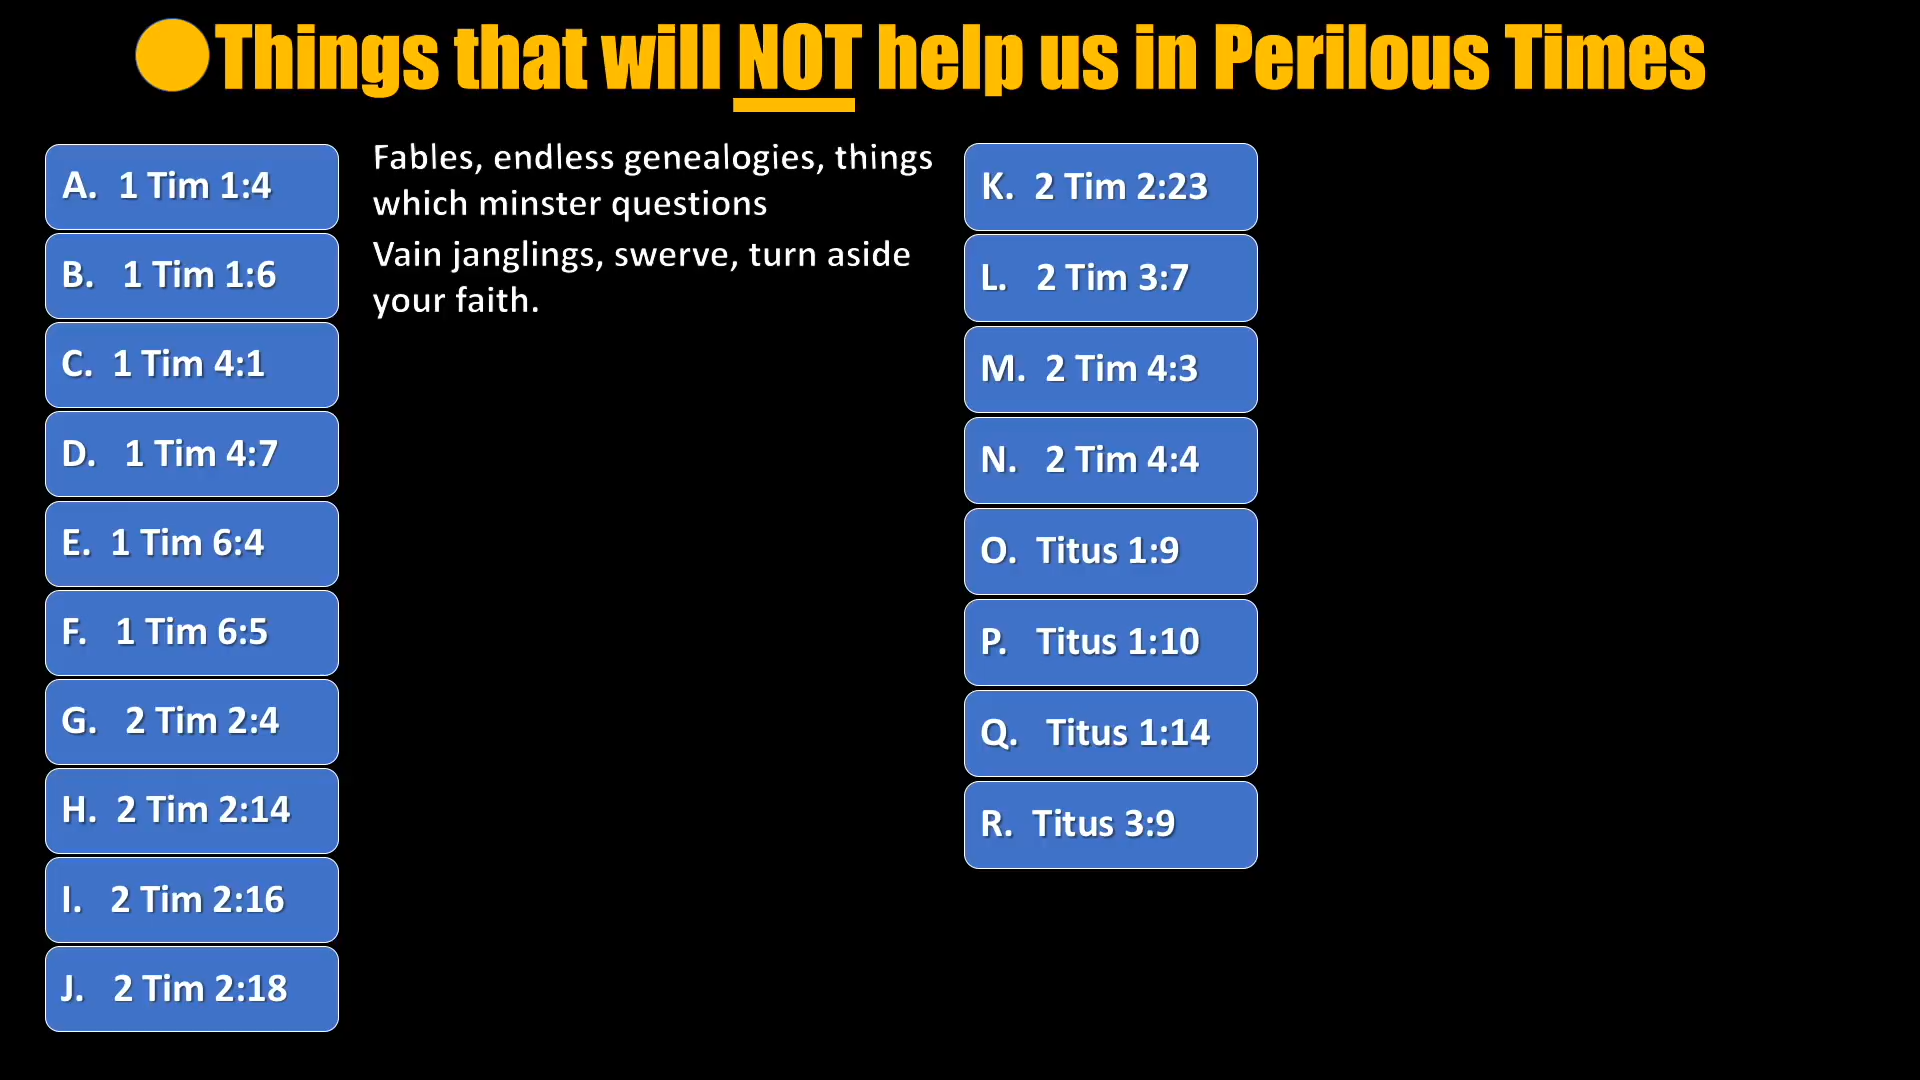 Things that will NOT help us in Perilous Times
A. 1 Tim 1:4
Fables, endless genealogies, things
which minster questions
B. 1 Tim 1:6
Vain janglings, swerve, turn aside
your faith.
C. 1 Tim 4:1
D. 1 Tim 4:7
E. 1 Tim 6:4
F. 1 Tim 6:5
G. 2 Tim 2:4
H. 2 Tim 2:14
I. 2 Tim 2:16
J. 2 Tim 2:18
K. 2 Tim 2:23
L. 2 Tim 3:7
M. 2 Tim 4:3
N. 2 Tim 4:4
O. Titus 1:9
P. Titus 1:10
Q. Titus 1:14
R. Titus 3:9